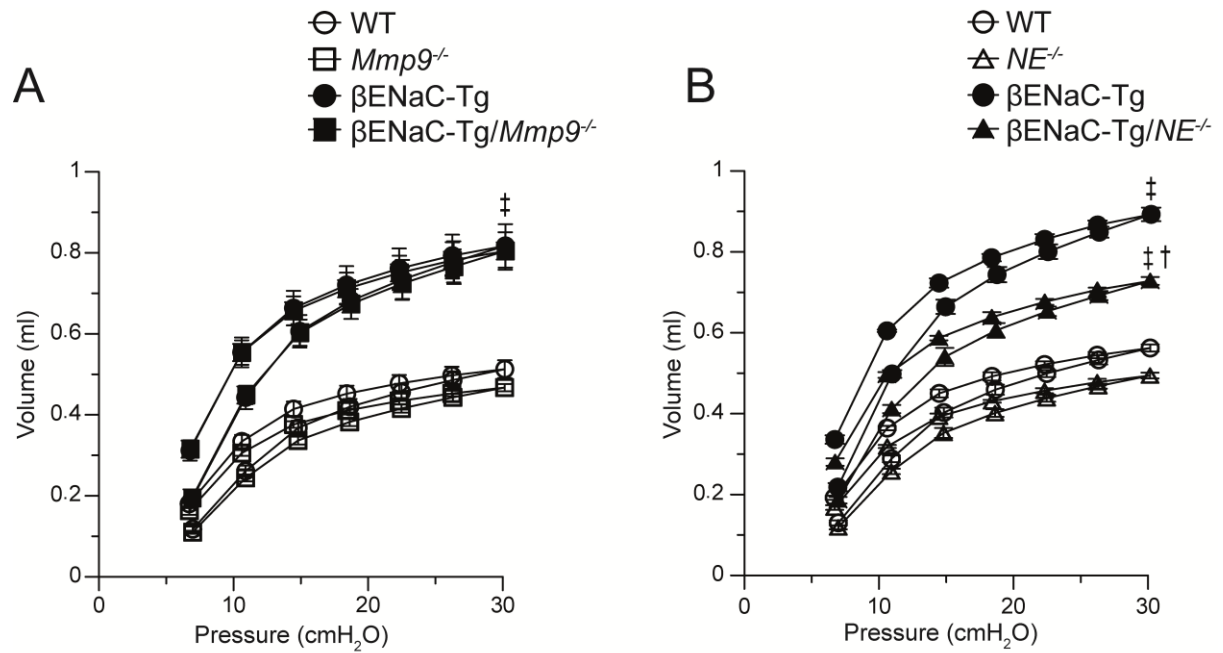 A
WT
Mmp9-/-
βENaC-Tg
βENaC-Tg/Mmp9-/-
‡
1
0.8
0.6
0.4
0.2
0
Volume (ml)
0 10 20 30
Pressure (cmH2O)
B
WT
NE-/-
βENaC-Tg
βENaC-Tg/NE-/-
‡
‡ †
1
0.8
0.6
0.4
0.2
0
Volume (ml)
0 10 20 30
Pressure (cmH2O)